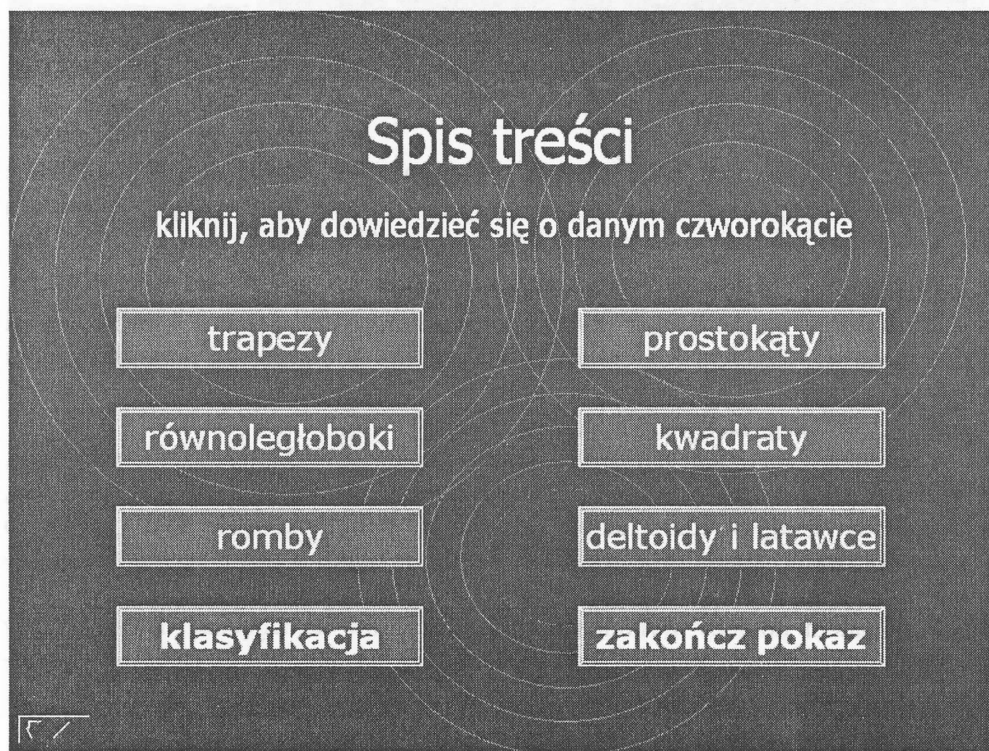 Spis treści
kliknij, aby dowiedzieć się o danym czworokącie
trapezy
prostokąty
równoległoboki
kwadraty
romby
deltoidy i latawce
klasyfikacja
zakończ pokaz